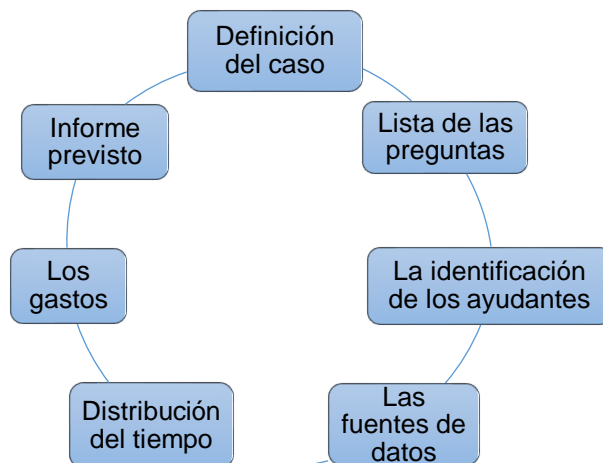 Definición
del caso
Lista de las
preguntas
La identificación
de los ayudantes
Las
fuentes de
datos
Distribución
del tiempo
Los
gastos
Informe
previsto